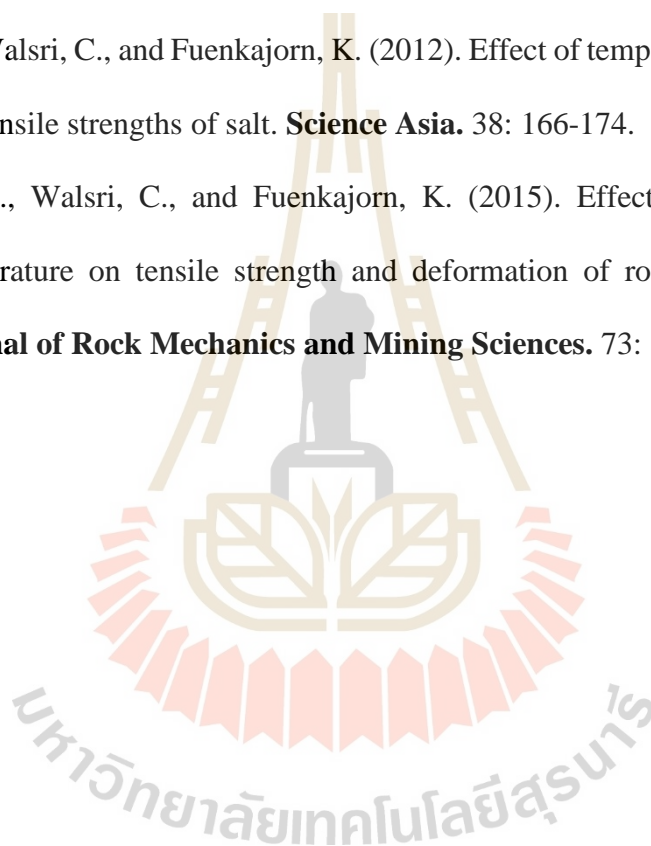 Valsri, C., and Fuenkajorn, K. (2012). Effect of temp
nsile strengths of salt. Science Asia. 38: 166-174.
., Walsri, C., and Fuenkajorn, K. (2015). Effect
rature on tensile strength and deformation of ro
nal of Rock Mechanics and Mining Sciences. 73:
มหาวิทยาลัยเทคโนโลยีสุรนารี